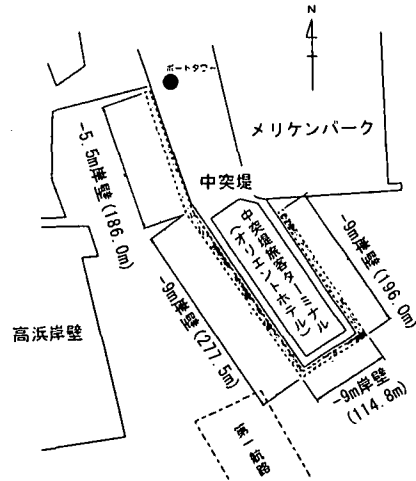 N
ポートタワー
メリケンパーク
中突堤
-5.5m岸壁(186.0m)
中突堤旅客ターミナル
(オリエントホテル)
-9m岸壁(196.0m)
-9m岸壁(277.5m)
高浜岸壁
-9m岸壁
(114.8m)
第一航路